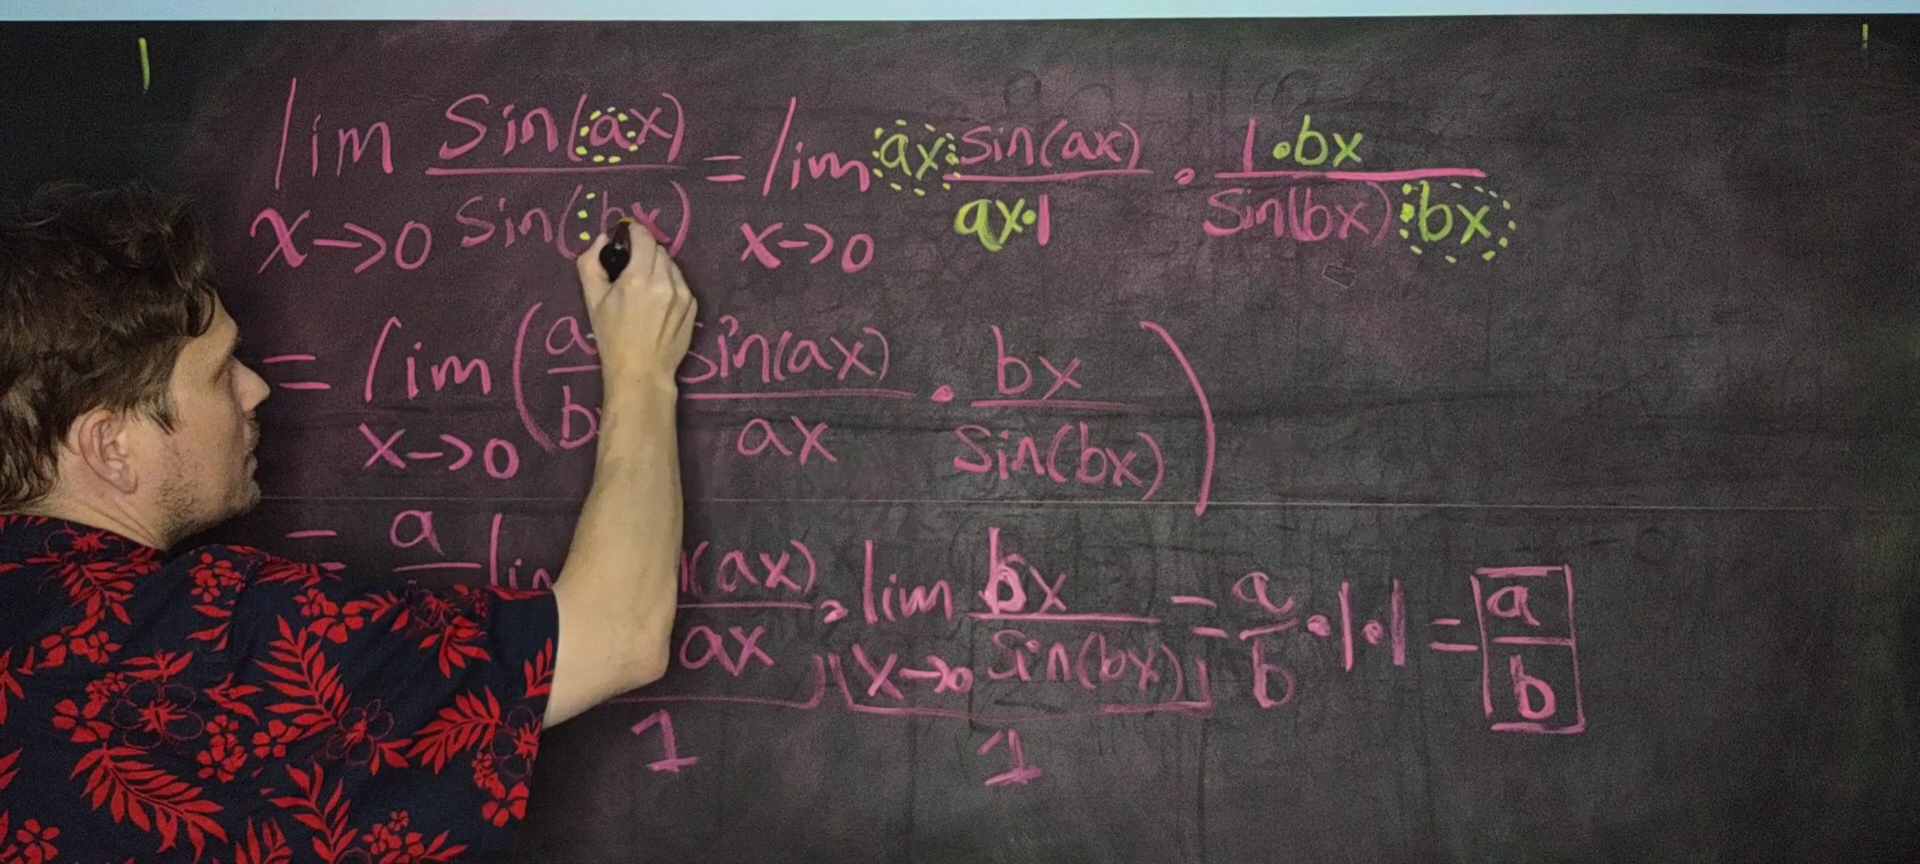 lim x→0 sin(ax)/sin(bx) = lim x→0 ax sin(ax)/ax·1 · 1·bx/sin(bx)·bx
= lim x→0 (a/b sin(ax)/ax · bx/sin(bx))
= a lim (ax)/ax · lim x→0 bx/sin(bx) = a/b · 1 · 1 = a/b
1 1